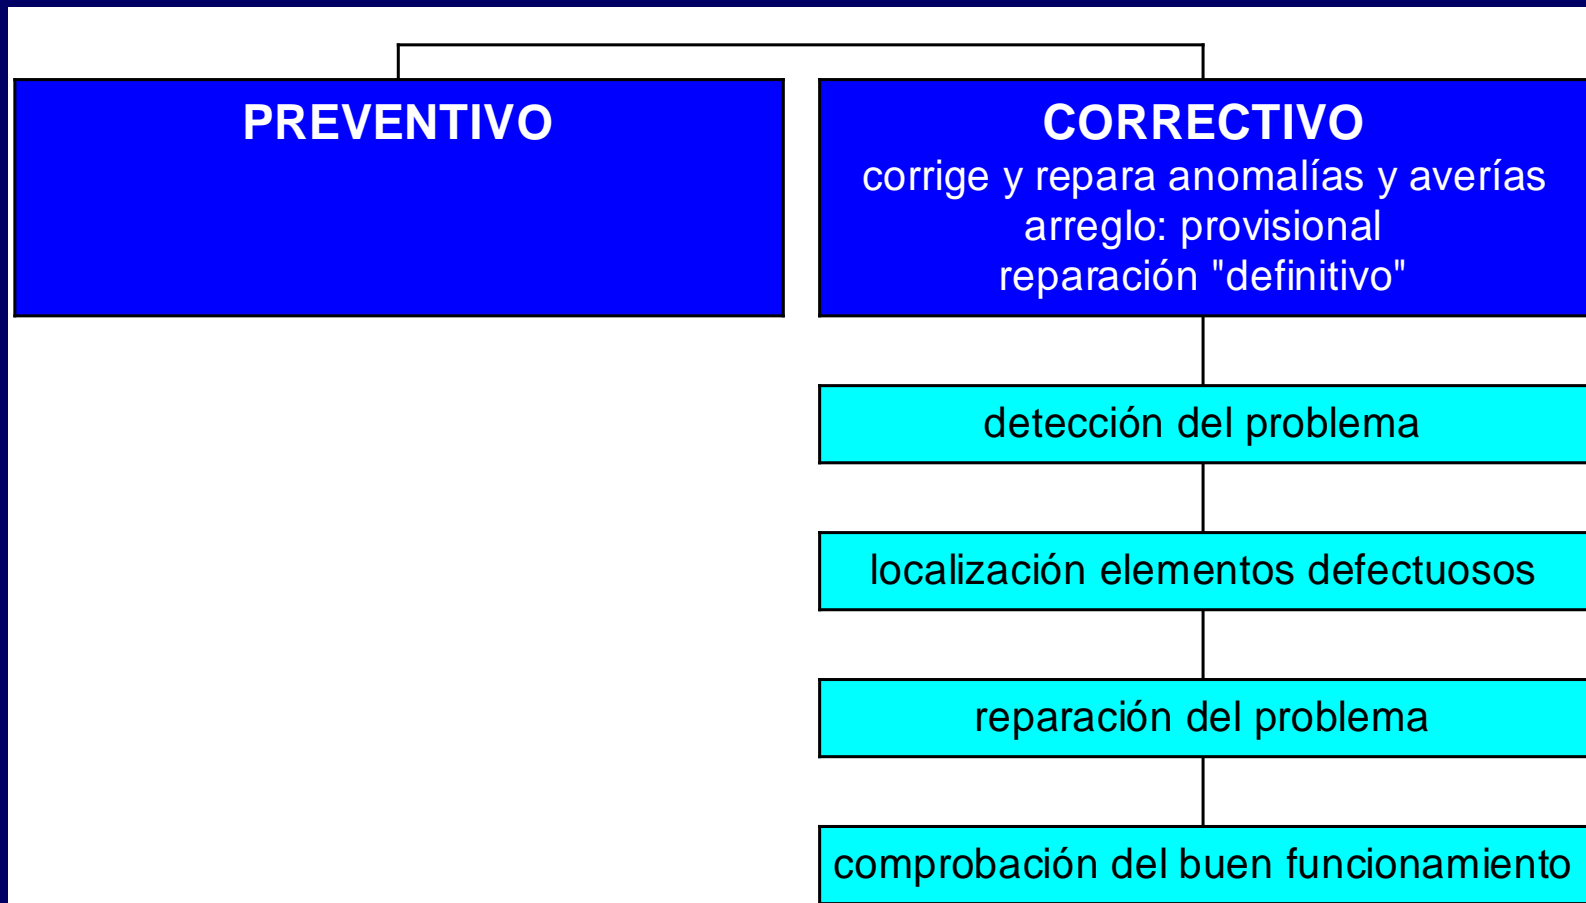 PREVENTIVO
CORRECTIVO
corrige y repara anomalías y averías
arreglo: provisional
reparación "definitivo"
detección del problema
localización elementos defectuosos
reparación del problema
comprobación del buen funcionamiento